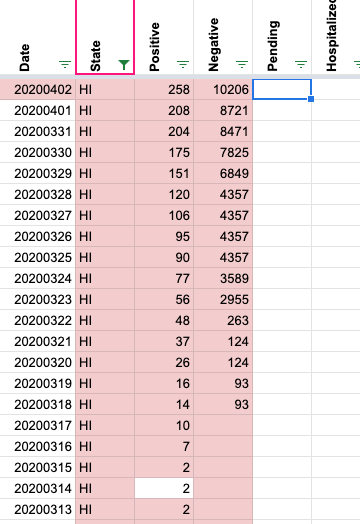 Date State Positive Negative Pending Hospitalized
20200402 HI 258 10206
20200401 HI 208 8721
20200331 HI 204 8471
20200330 HI 175 7825
20200329 HI 151 6849
20200328 HI 120 4357
20200327 HI 106 4357
20200326 HI 95 4357
20200325 HI 90 4357
20200324 HI 77 3589
20200323 HI 56 2955
20200322 HI 48 263
20200321 HI 37 124
20200320 HI 26 124
20200319 HI 16 93
20200318 HI 14 93
20200317 HI 10
20200316 HI 7
20200315 HI 2
20200314 HI 2
20200313 HI 2